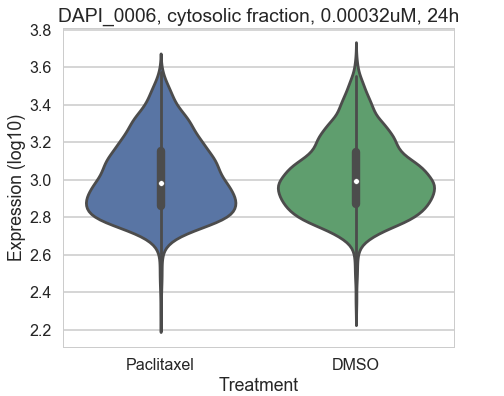 DAPI_0006, cytosolic fraction, 0.00032uM, 24h
3.8
3.6
3.4
3.2
3.0
2.8
2.6
2.4
2.2
Expression (log10)
Paclitaxel DMSO
Treatment